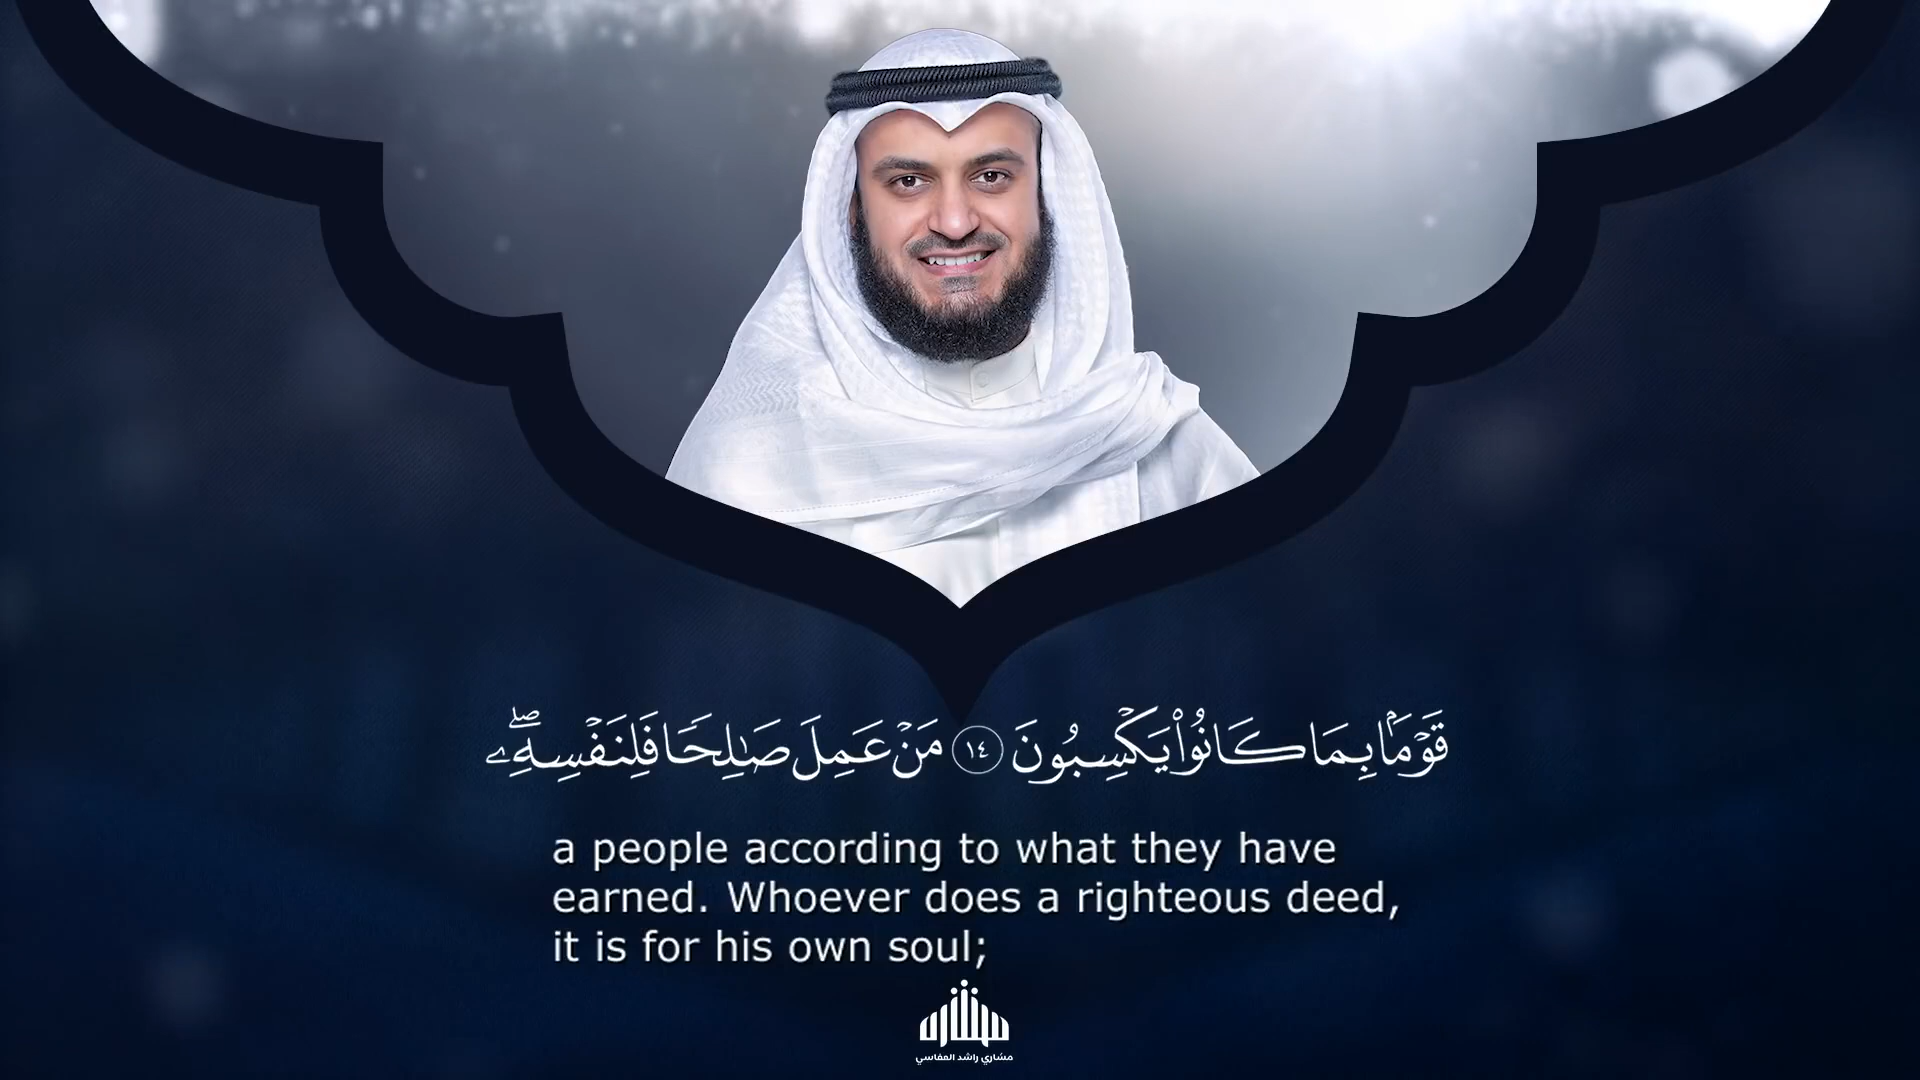 قَوْمَۢا بِمَا كَانُوا۟ يَكْسِبُونَ ١٤ مَنْ عَمِلَ صَٰلِحًا فَلِنَفْسِهِۦ ۖ
a people according to what they have
earned. Whoever does a righteous deed,
it is for his own soul;
مشاري
مشاري راشد العفاسي